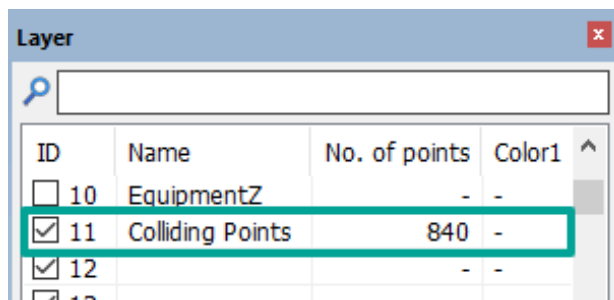 Layer
x
ID Name No. of points Color1
10 EquipmentZ - -
11 Colliding Points 840 -
12 - -